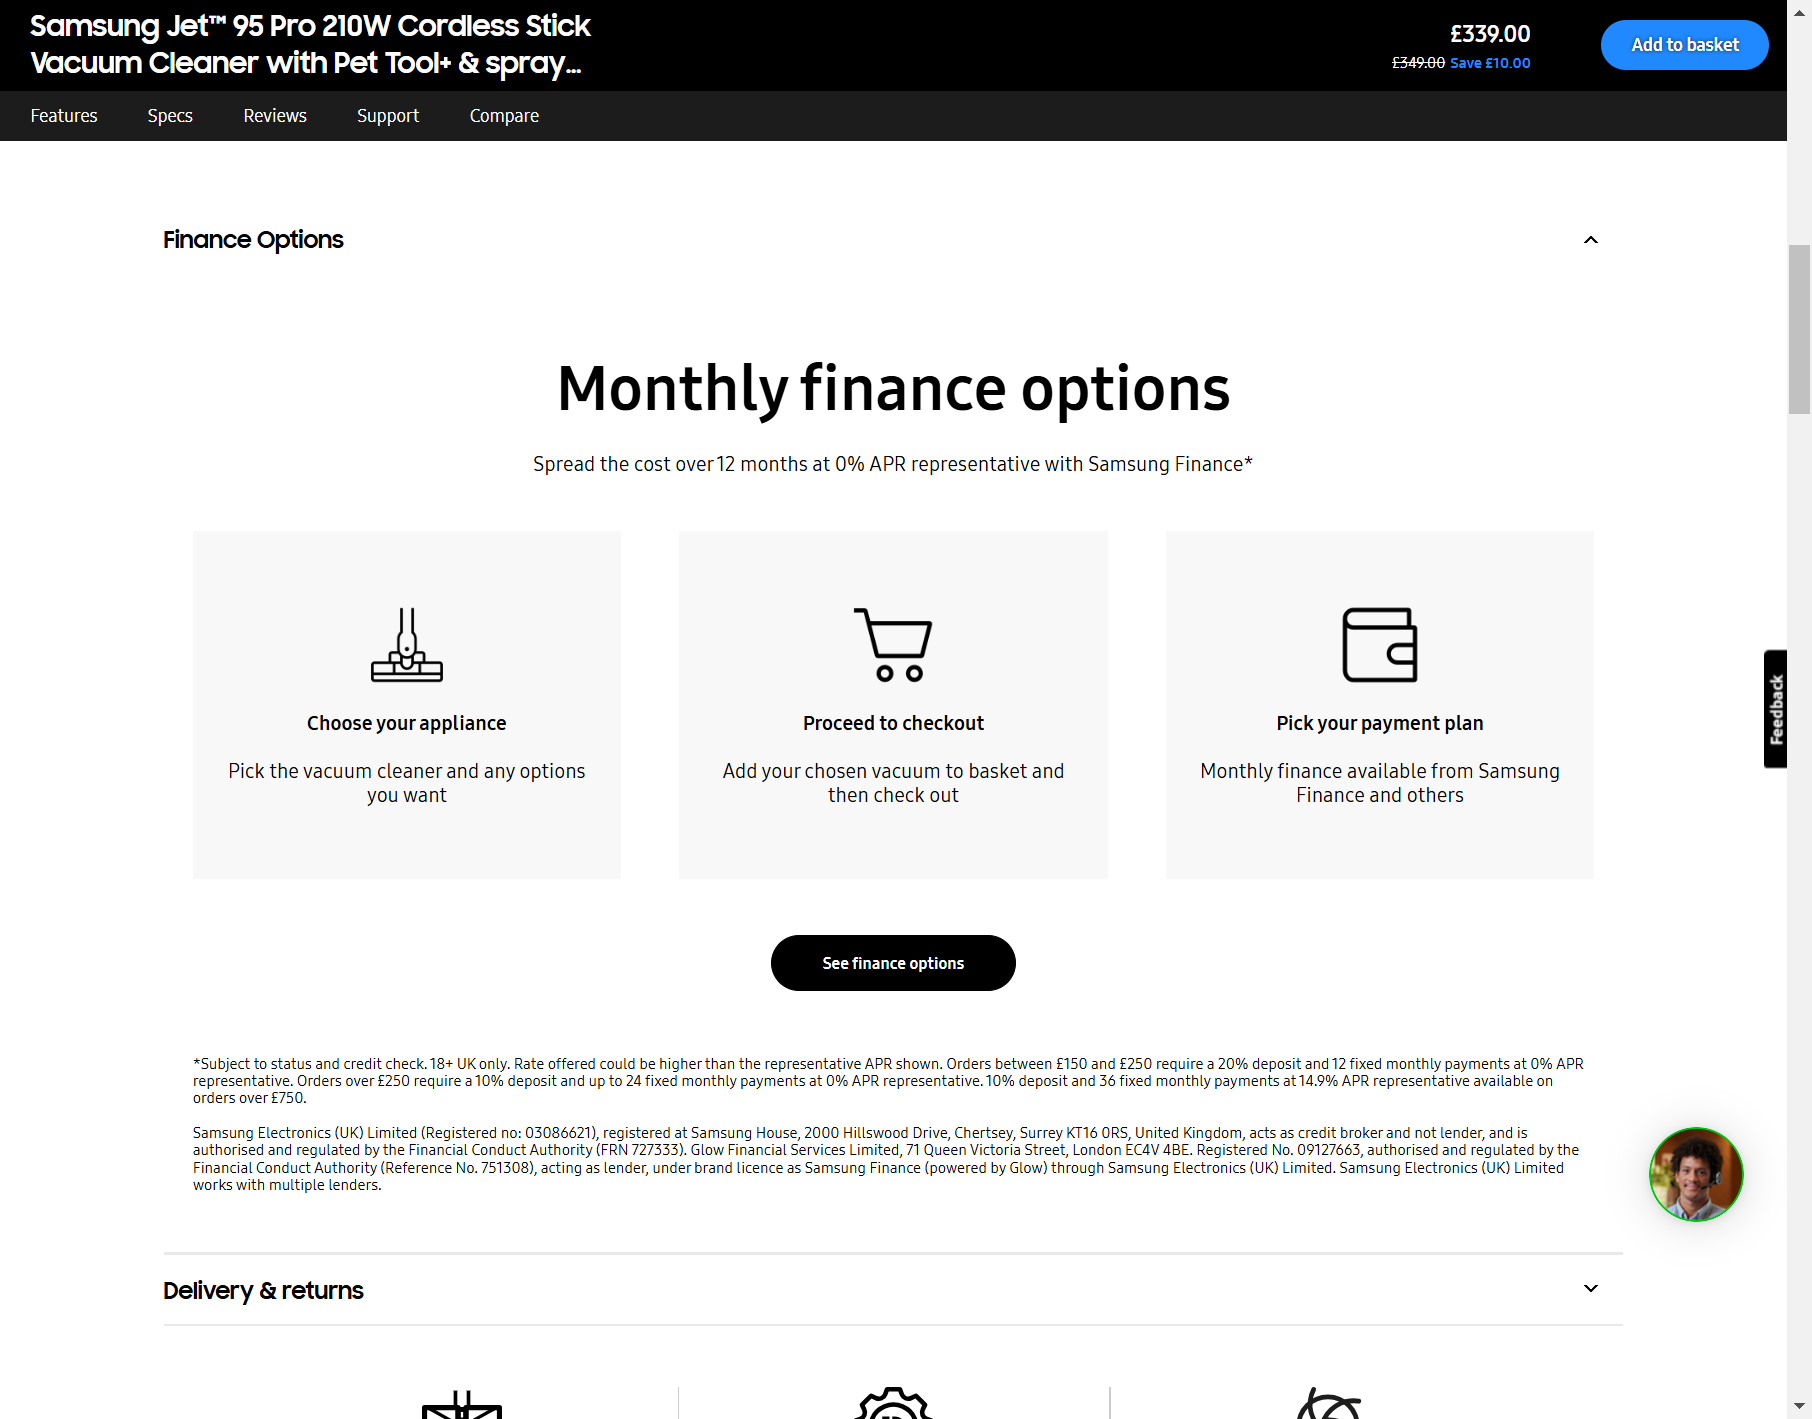 Samsung Jet™ 95 Pro 210W Cordless Stick
Vacuum Cleaner with Pet Tool+ & spray...
£339.00
£349.00 Save £10.00
Add to basket
Features
Specs
Reviews
Support
Compare
Finance Options
Monthly finance options
Spread the cost over 12 months at 0% APR representative with Samsung Finance*
Choose your appliance
Pick the vacuum cleaner and any options
you want
Proceed to checkout
Add your chosen vacuum to basket and
then check out
Pick your payment plan
Monthly finance available from Samsung
Finance and others
Feedback
See finance options
*Subject to status and credit check. 18+ UK only. Rate offered could be higher than the representative APR shown. Orders between £150 and £250 require a 20% deposit and 12 fixed monthly payments at 0% APR
representative. Orders over £250 require a 10% deposit and up to 24 fixed monthly payments at 0% APR representative. 10% deposit and 36 fixed monthly payments at 14.9% APR representative available on
orders over £750.
Samsung Electronics (UK) Limited (Registered no: 03086621), registered at Samsung House, 2000 Hillswood Drive, Chertsey, Surrey KT16 0RS, United Kingdom, acts as credit broker and not lender, and is
authorised and regulated by the Financial Conduct Authority (FRN 727333). Glow Financial Services Limited, 71 Queen Victoria Street, London EC4V 4BE. Registered No. 09127663, authorised and regulated by the
Financial Conduct Authority (Reference No. 751308), acting as lender, under brand licence as Samsung Finance (powered by Glow) through Samsung Electronics (UK) Limited. Samsung Electronics (UK) Limited
works with multiple lenders.
Delivery & returns